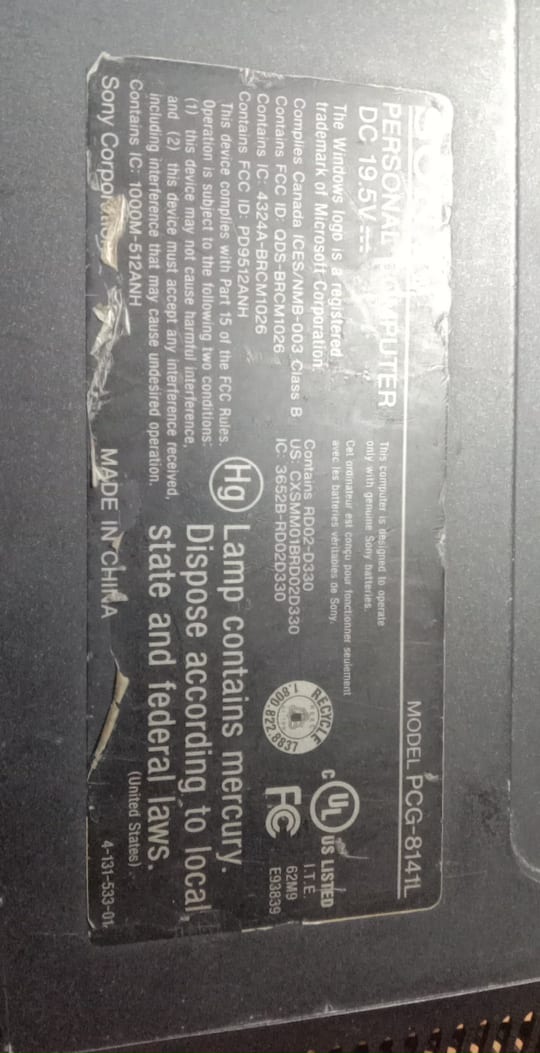 MODEL PCG-8141L
PERSONAL COMPUTER
DC 19.5V
This computer is designed to operate
only with genuine Sony batteries.
Cet ordinateur est conçu pour fonctionner seulement
avec les batteries véritables de Sony.
The Windows logo is a registered
trademark of Microsoft Corporation.
Complies Canada ICES/NMB-003 Class B
Contains FCC ID: QDS-BRCM1026
Contains IC: 4324A-BRCM1026
Contains FCC ID: PD9512ANH
Contains RD02-D330
US: CXSMM01BRD02D330
IC: 3652B-RD02D330
RECYCLE
1.800.822.8837
C UL US LISTED
I.T.E.
62M9
E93839
FC
This device complies with Part 15 of the FCC Rules.
Operation is subject to the following two conditions:
(1) this device may not cause harmful interference,
and (2) this device must accept any interference received,
including interference that may cause undesired operation.
Contains IC: 1000M-512ANH
Hg Lamp contains mercury.
Dispose according to local,
state and federal laws.
(United States)
Sony Corporation
MADE IN CHINA
4-131-533-01